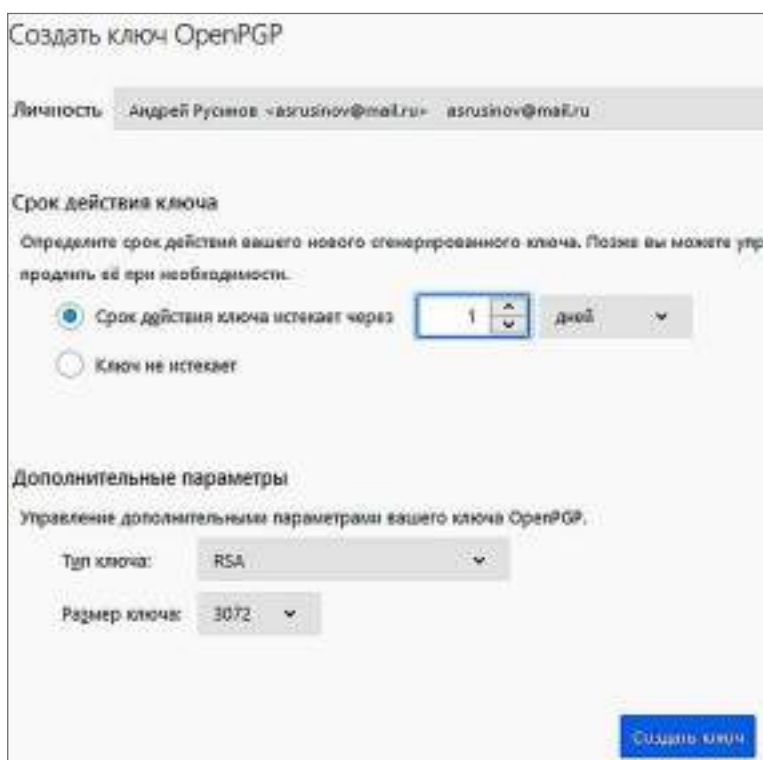 Создать ключ OpenPGP
Личность Андрей Русинов <asrusinov@mail.ru> asrusinov@mail.ru
Срок действия ключа
Определите срок действия вашего нового сгенерированного ключа. Позже вы можете упр
продлить её при необходимости.
Срок действия ключа истекает через 1 дней
Ключ не истекает
Дополнительные параметры
Управление дополнительными параметрами вашего ключа OpenPGP.
Тип ключа: RSA
Размер ключа: 3072
Создать ключ